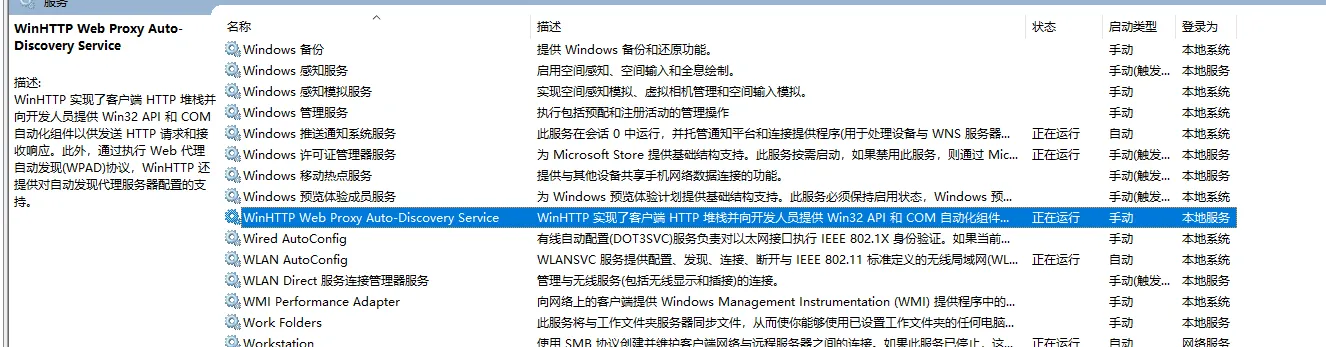 服务
WinHTTP Web Proxy Auto-
Discovery Service
描述:
WinHTTP 实现了客户端 HTTP 堆栈并
向开发人员提供 Win32 API 和 COM
自动化组件以供发送 HTTP 请求和接
收响应。此外，通过执行 Web 代理
自动发现(WPAD)协议，WinHTTP 还
提供对自动发现代理服务器配置的支
持。
名称 描述 状态 启动类型 登录为
Windows 备份 提供 Windows 备份和还原功能。 手动 本地系统
Windows 感知服务 启用空间感知、空间输入和全息绘制。 手动(触发... 本地服务
Windows 感知模拟服务 实现空间感知模拟、虚拟相机管理和空间输入模拟。 手动 本地系统
Windows 管理服务 执行包括预配和注册活动的管理操作 手动 本地系统
Windows 推送通知系统服务 此服务在会话 0 中运行，并托管通知平台和连接提供程序(用于处理设备与 WNS 服务器... 正在运行 自动 本地系统
Windows 许可证管理器服务 为 Microsoft Store 提供基础结构支持。此服务按需启动，如果禁用此服务，则通过 Mic... 正在运行 手动(触发... 本地服务
Windows 移动热点服务 提供与其他设备共享手机网络数据连接的功能。 手动(触发... 本地系统
Windows 预览体验成员服务 为 Windows 预览体验计划提供基础结构支持。此服务必须保持启用状态，Windows 预... 手动(触发... 本地系统
WinHTTP Web Proxy Auto-Discovery Service WinHTTP 实现了客户端 HTTP 堆栈并向开发人员提供 Win32 API 和 COM 自动化组件... 正在运行 手动 本地服务
Wired AutoConfig 有线自动配置(DOT3SVC)服务负责对以太网接口执行 IEEE 802.1X 身份验证。如果当前... 手动 本地系统
WLAN AutoConfig WLANSVC 服务提供配置、发现、连接、断开与 IEEE 802.11 标准定义的无线局域网(WL... 正在运行 自动 本地系统
WLAN Direct 服务连接管理器服务 管理与无线服务(包括无线显示和插接)的连接。 手动(触发... 本地服务
WMI Performance Adapter 向网络上的客户端提供 Windows Management Instrumentation (WMI) 提供程序中的... 手动 本地系统
Work Folders 此服务将与工作文件夹服务器同步文件，从而使你能够使用已设置工作文件夹的任何电脑... 手动 本地服务
Workstation 使用 SMB 协议创建并维护客户端网络与远程服务器之间的连接。如果此服务已停止，这... 正在运行 自动 网络服务